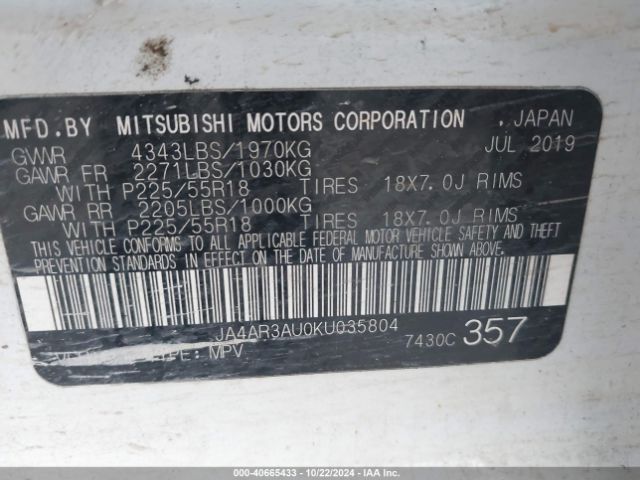 MFD.BY MITSUBISHI MOTORS CORPORATION . JAPAN
GVWR 4343LBS/1970KG JUL 2019
GAWR FR 2271LBS/1030KG
WITH P225/55R18 TIRES 18X7.0J RIMS
GAWR RR 2205LBS/1000KG
WITH P225/55R18 TIRES 18X7.0J RIMS
THIS VEHICLE CONFORMS TO ALL APPLICABLE FEDERAL MOTOR VEHICLE SAFETY AND THEFT
PREVENTION STANDARDS IN EFFECT ON THE DATE OF MANUFACTURE SHOWN ABOVE.
JA4AR3AU0KU035804
TYPE: MPV 7430C 357
000-40665433 - 10/22/2024 - IAAI.COM